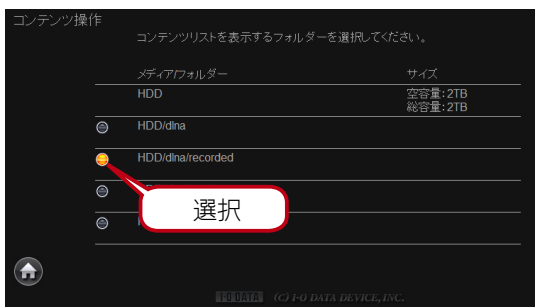 コンテンツ操作
コンテンツリストを表示するフォルダーを選択してください。
メディア/フォルダー サイズ
HDD 空容量:2TB
総容量:2TB
HDD/dlna
HDD/dlna/recorded
選択
I-O DATA (C) I-O DATA DEVICE, INC.